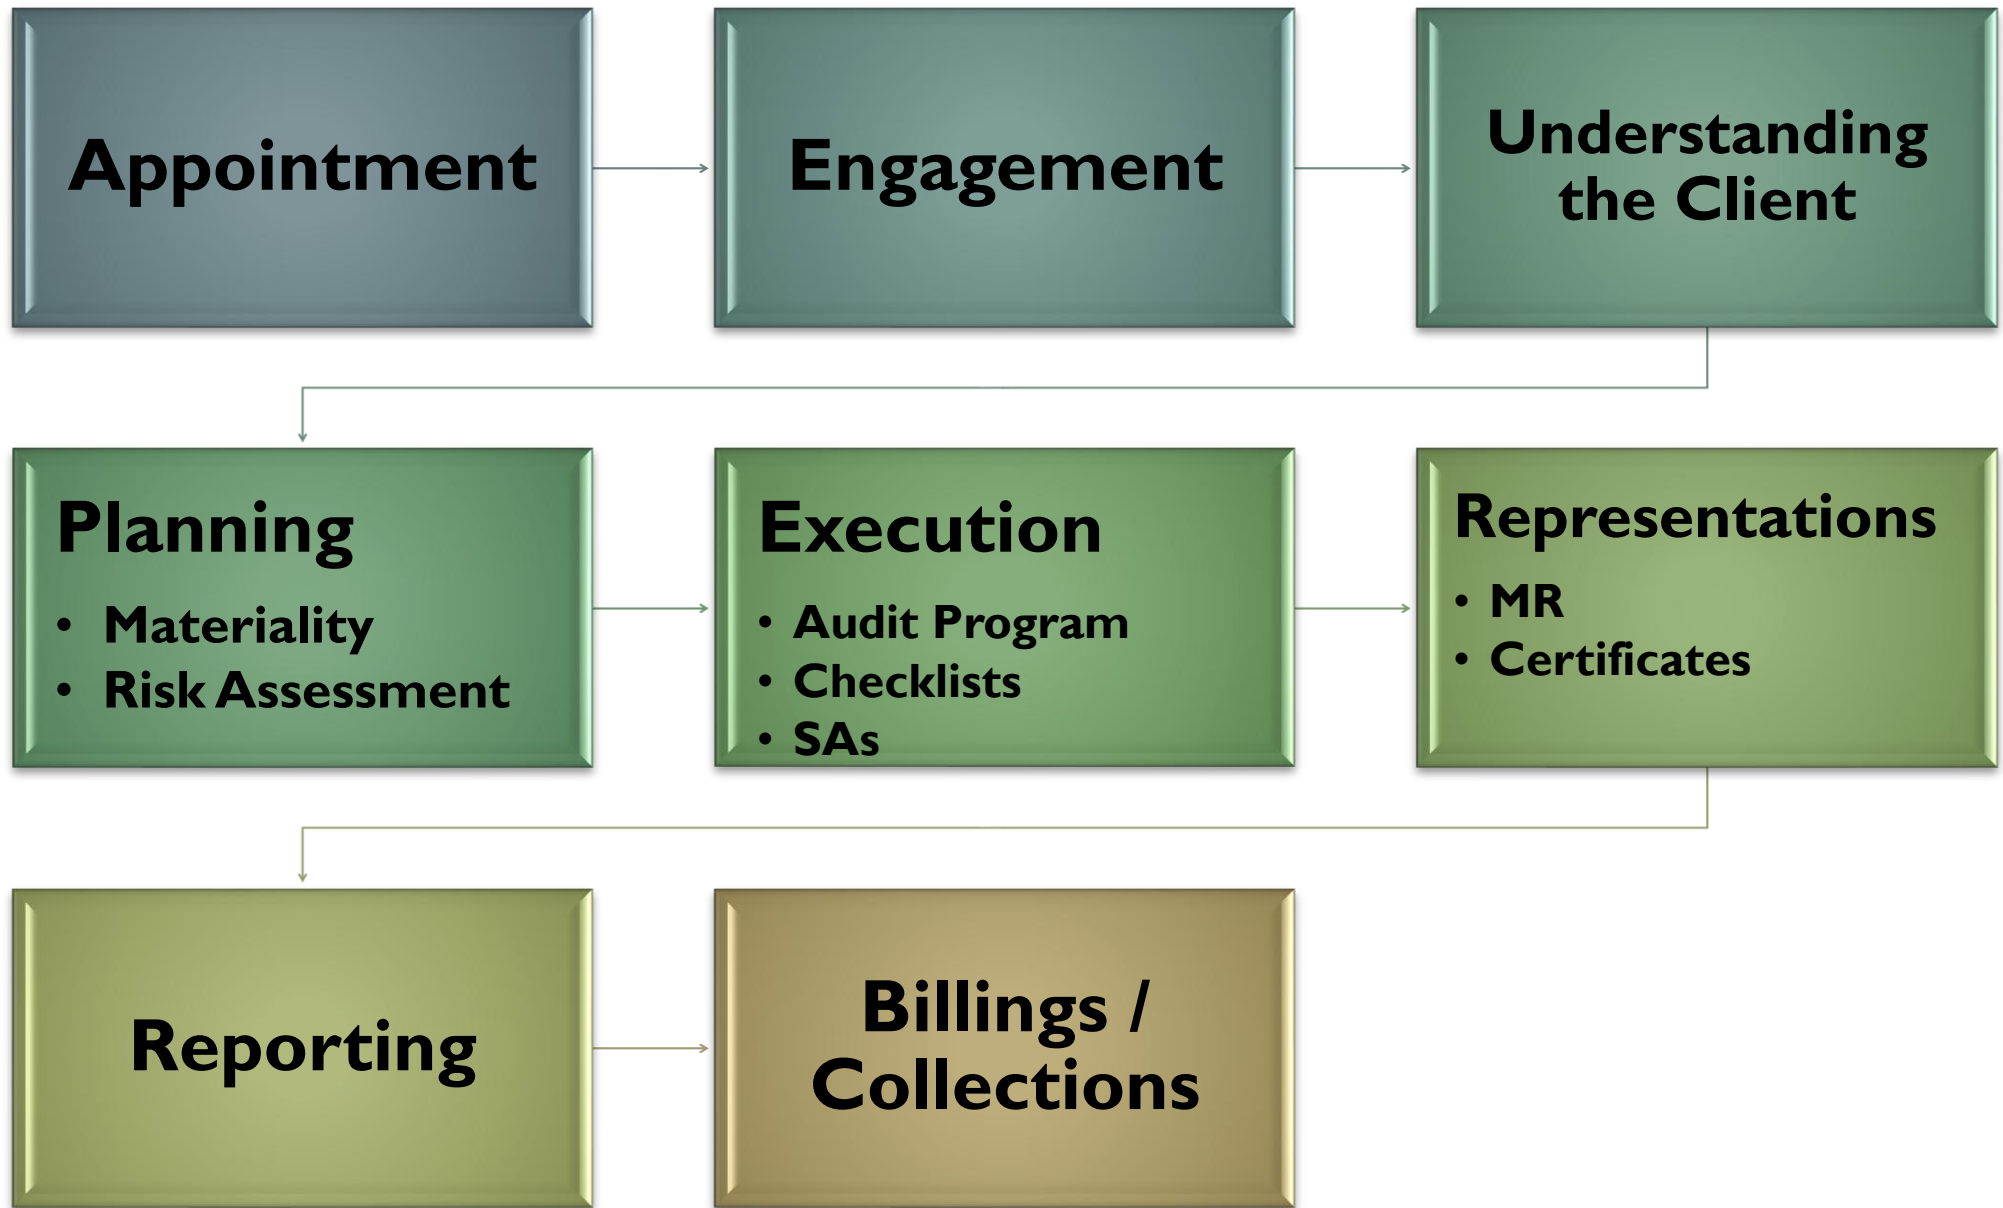 Appointment
Engagement
Understanding
the Client
Planning
• Materiality
• Risk Assessment
Execution
• Audit Program
• Checklists
• SAs
Representations
• MR
• Certificates
Reporting
Billings /
Collections